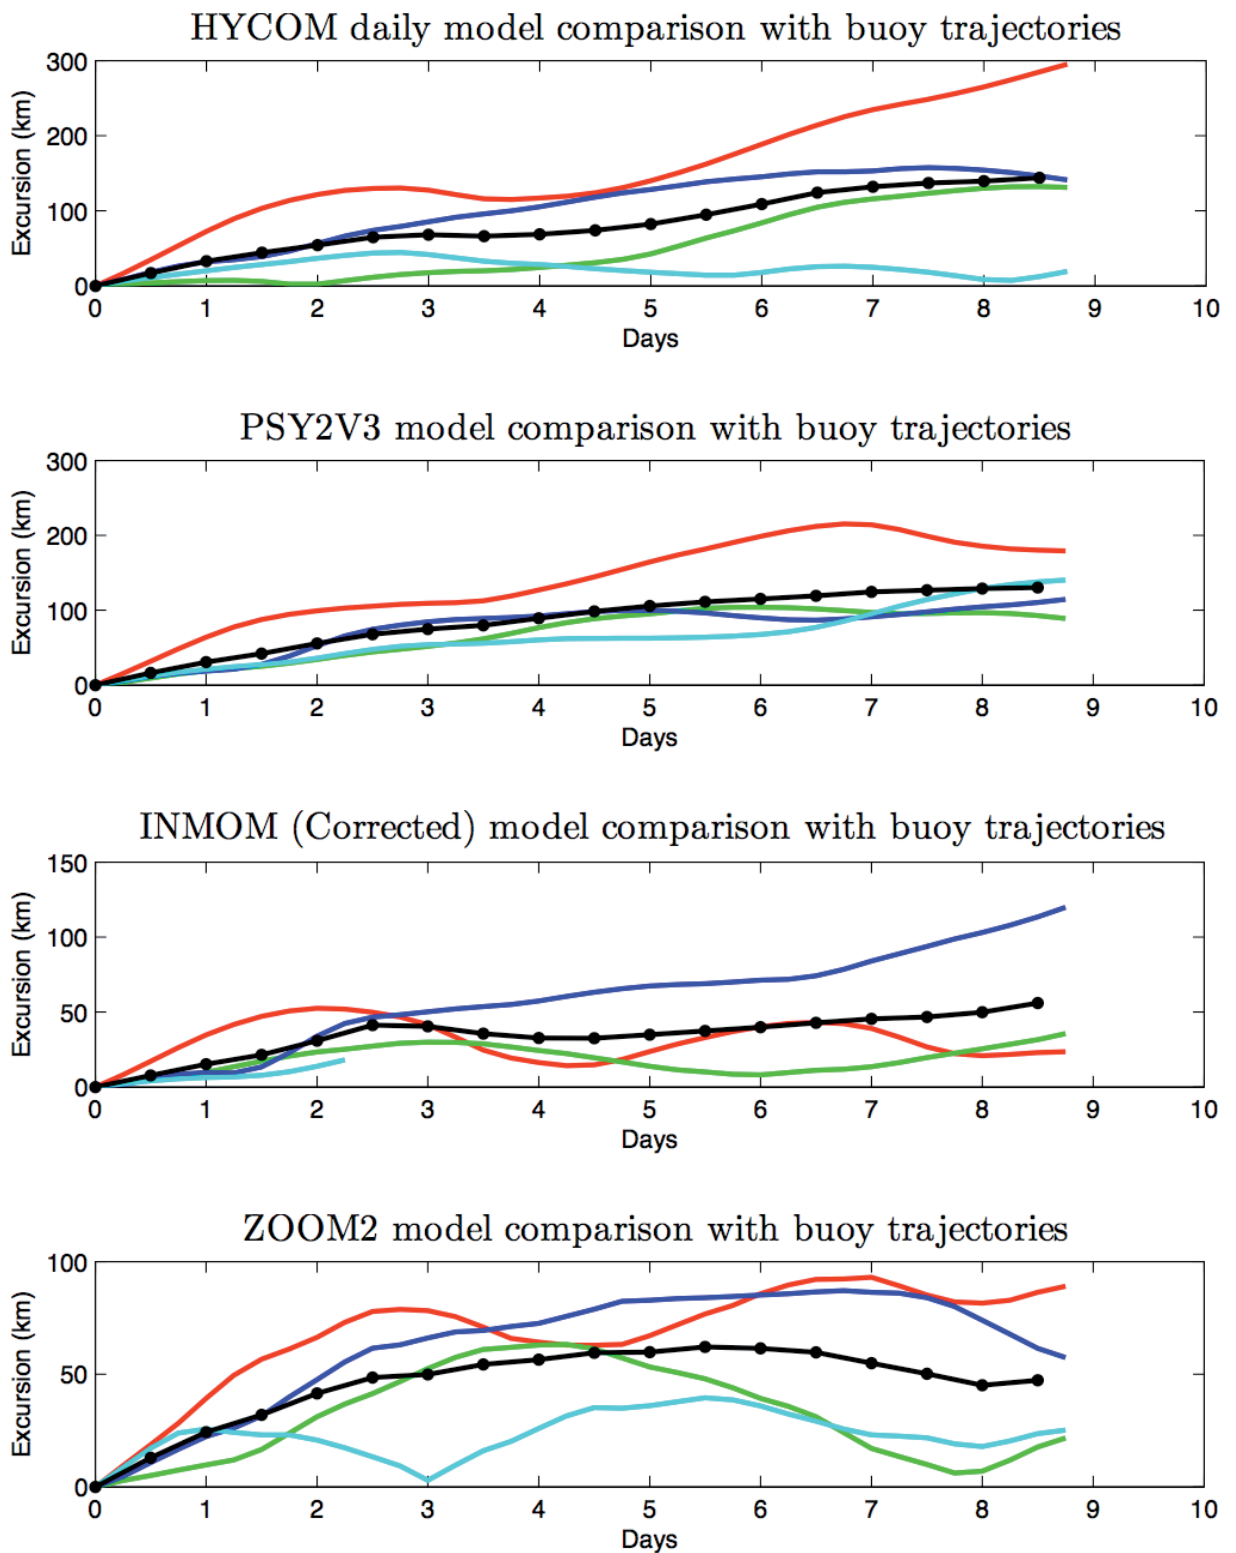 HYCOM daily model comparison with buoy trajectories
300
200
100
0
Excursion (km)
0 1 2 3 4 5 6 7 8 9 10
Days
PSY2V3 model comparison with buoy trajectories
300
200
100
0
Excursion (km)
0 1 2 3 4 5 6 7 8 9 10
Days
INMOM (Corrected) model comparison with buoy trajectories
150
100
50
0
Excursion (km)
0 1 2 3 4 5 6 7 8 9 10
Days
ZOOM2 model comparison with buoy trajectories
100
50
0
Excursion (km)
0 1 2 3 4 5 6 7 8 9 10
Days